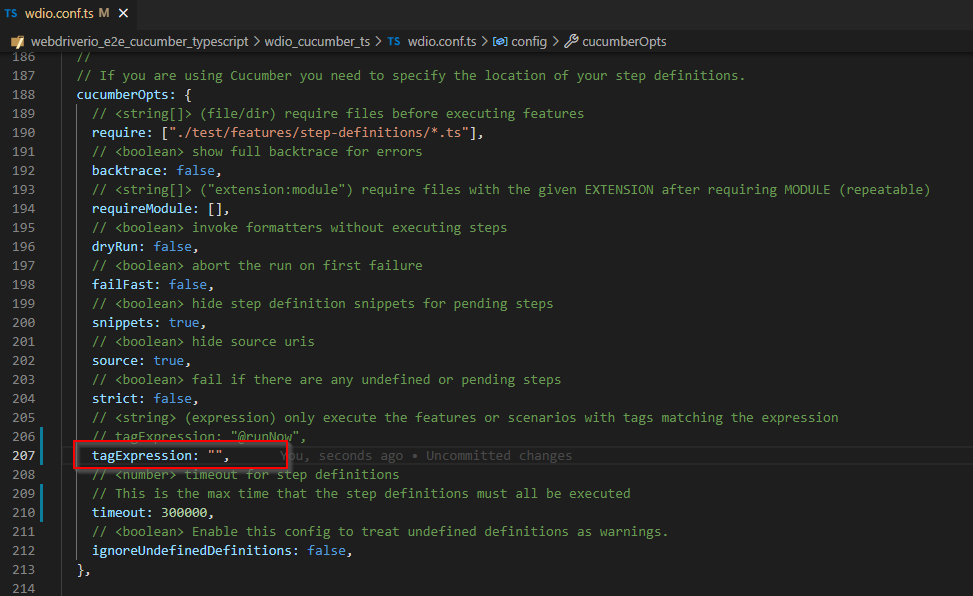 TS wdio.conf.ts M ×
webdriverio_e2e_cucumber_typescript > wdio_cucumber_ts > TS wdio.conf.ts > config > cucumberOpts
186 //
187 // If you are using Cucumber you need to specify the location of your step definitions.
188 cucumberOpts: {
189 // <string[]> (file/dir) require files before executing features
190 require: ["./test/features/step-definitions/*.ts"],
191 // <boolean> show full backtrace for errors
192 backtrace: false,
193 // <string[]> ("extension:module") require files with the given EXTENSION after requiring MODULE (repeatable)
194 requireModule: [],
195 // <boolean> invoke formatters without executing steps
196 dryRun: false,
197 // <boolean> abort the run on first failure
198 failFast: false,
199 // <boolean> hide step definition snippets for pending steps
200 snippets: true,
201 // <boolean> hide source uris
202 source: true,
203 // <boolean> fail if there are any undefined or pending steps
204 strict: false,
205 // <string> (expression) only execute the features or scenarios with tags matching the expression
206 // tagExpression: "@runNow",
207 tagExpression: "", You, seconds ago • Uncommitted changes
208 // <number> timeout for step definitions
209 // This is the max time that the step definitions must all be executed
210 timeout: 300000,
211 // <boolean> Enable this config to treat undefined definitions as warnings.
212 ignoreUndefinedDefinitions: false,
213 },
214